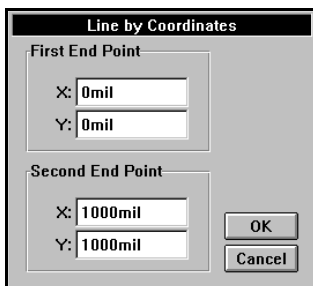 Line by Coordinates
First End Point
X: 0mil
Y: 0mil
Second End Point
X: 1000mil
Y: 1000mil
OK
Cancel